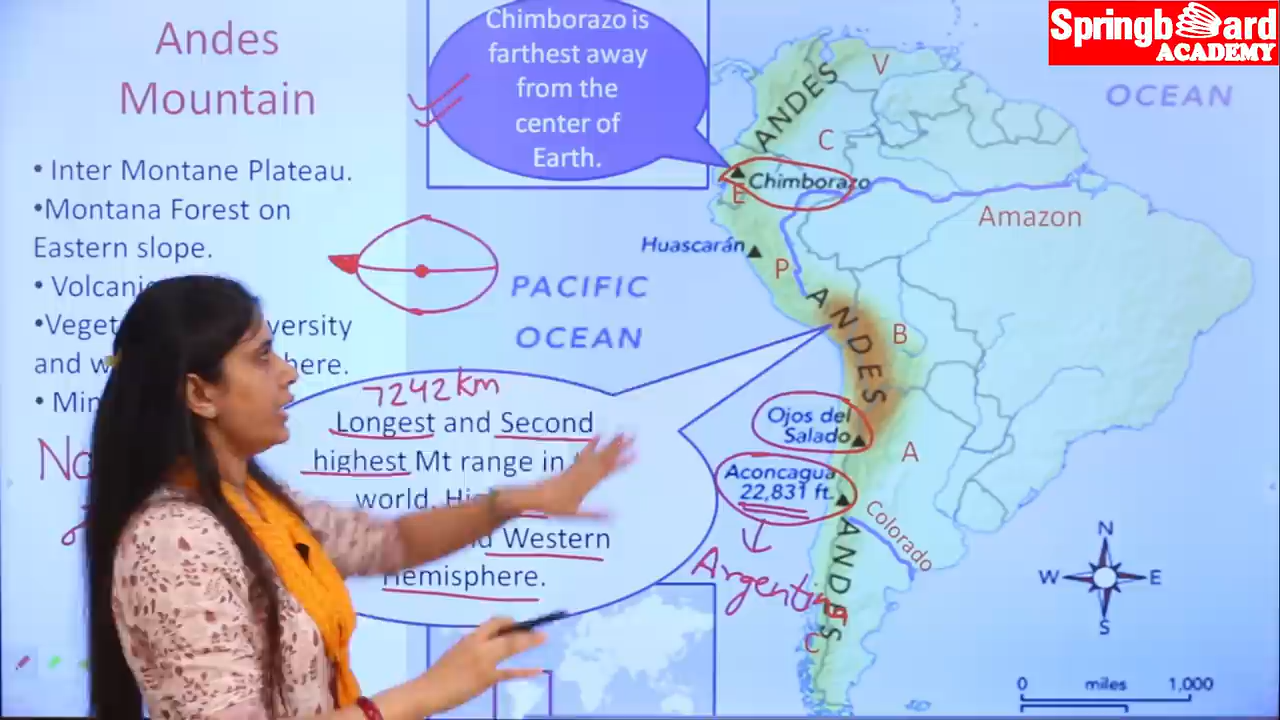 Andes
Mountain
• Inter Montane Plateau.
•Montana Forest on
Eastern slope.
• Volcani
•Veget versity
and w here.
• Min
Chimborazo is
farthest away
from the
center of
Earth.
7242 km
Longest and Second
highest Mt range in
world.
Western
Hemisphere.
PACIFIC
OCEAN
OCEAN
Springboard
ACADEMY
ANDES
V
C
Chimborazo
E
Amazon
Huascarán
P
ANDES
B
Ojos del
Salado
A
Aconcagua
22,831 ft.
Colorado
Argentina
ANDES
C
N
W E
S
0 miles 1,000